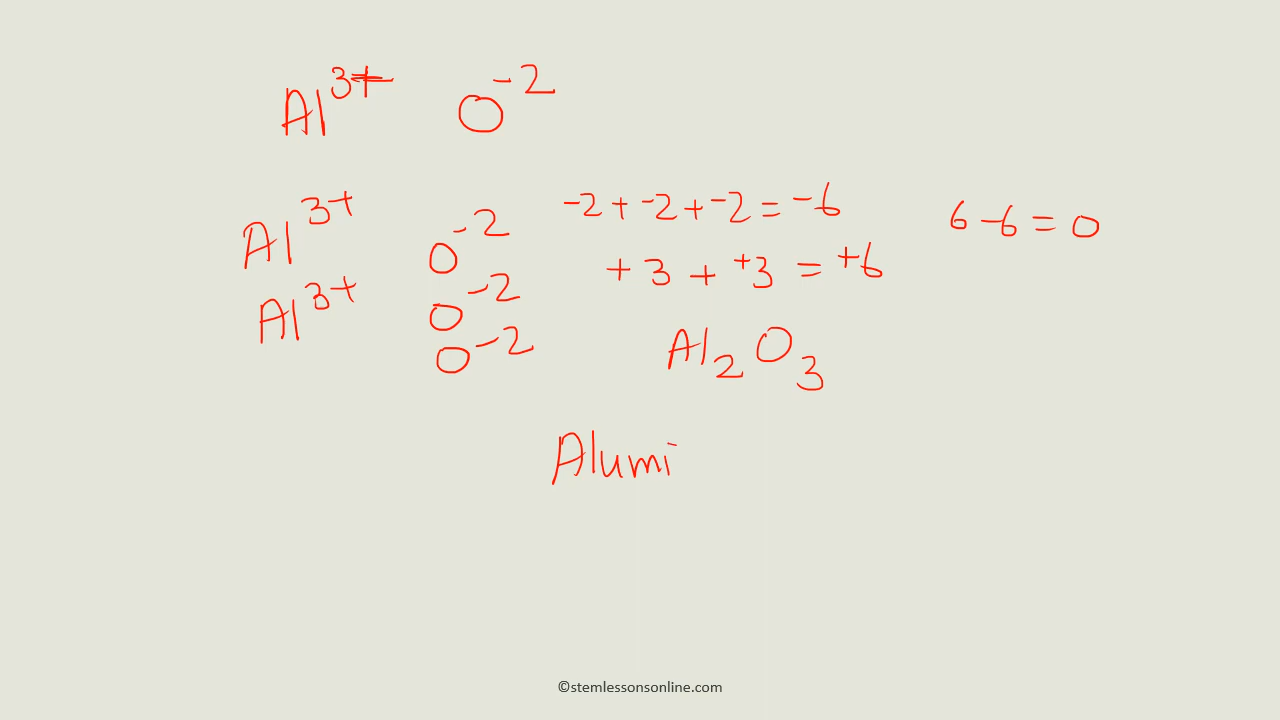 Al³⁺ O⁻²
Al³⁺ O⁻² -2 + -2 + -2 = -6 6 - 6 = 0
Al³⁺ O⁻² + 3 + +3 = +6
O⁻² Al₂O₃
Alumi
©stemlessonsonline.com